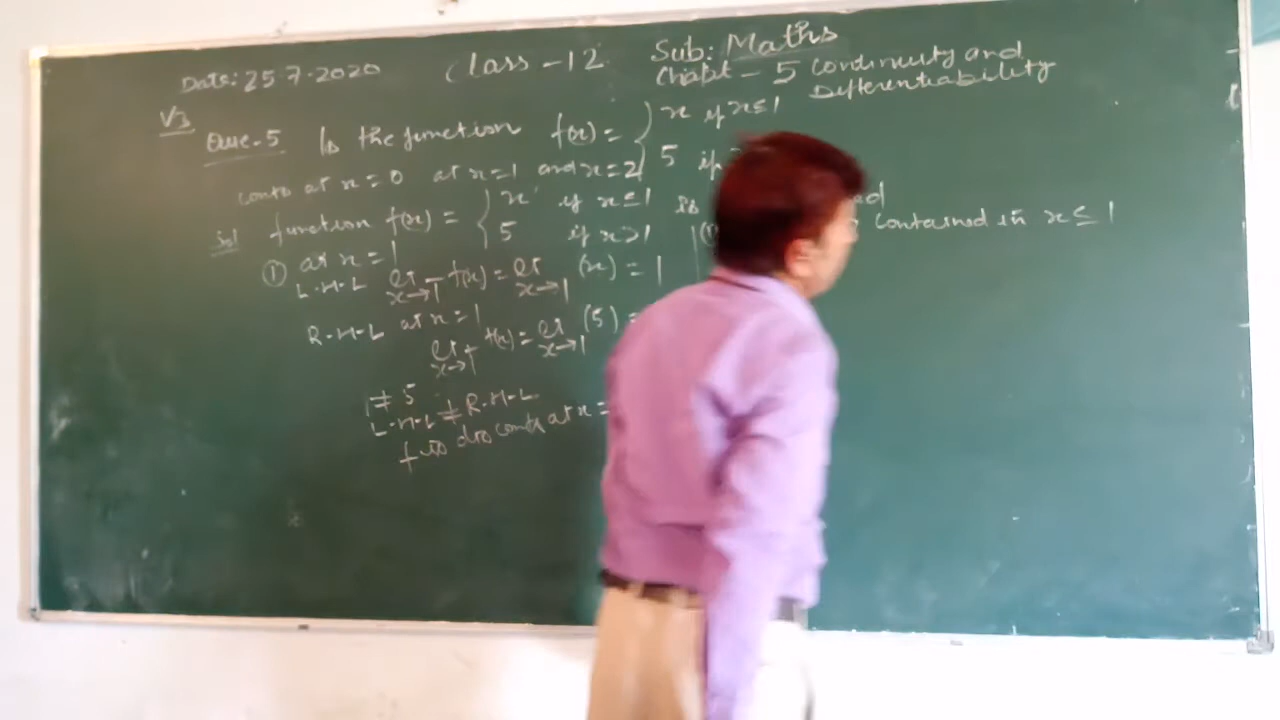 Date: 25.7.2020 Class - 12 Sub: Maths
Chapt - 5 Continuity and
Differentiability
V3
Que-5 Is the function f(x) = { x if x≤1
5 if
conts at x=0 at x=1 and x=2
Sol function f(x) = { x if x≤1 is
5 if x>1
① at x=1
L.H.L Lt x→1⁻ f(x) = Lt x→1 (x) = 1
R.H.L at x=1
Lt x→1⁺ f(x) = Lt x→1 (5) =
1≠5
L.H.L ≠ R.H.L
f is dis conts at x =
contained in x≤1